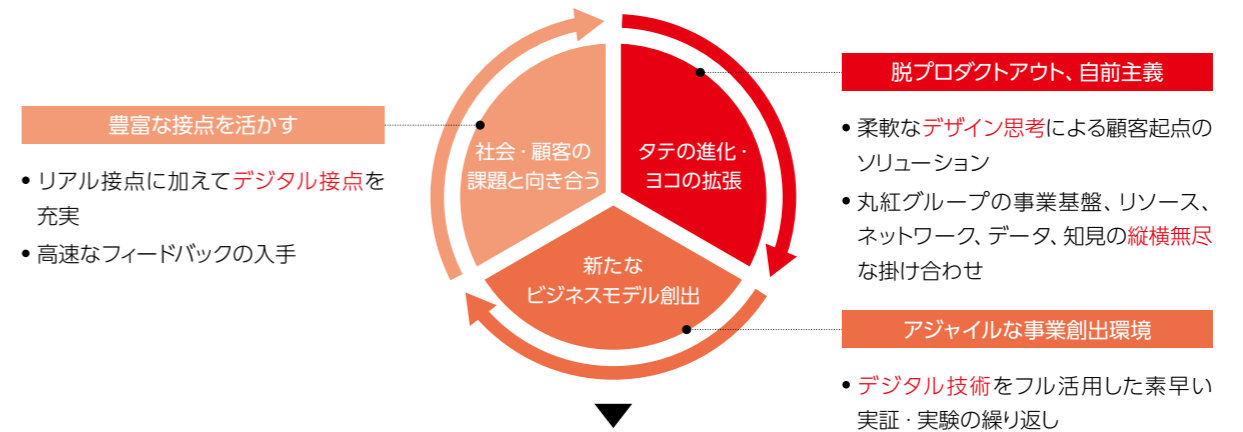 豊富な接点を活かす
• リアル接点に加えてデジタル接点を
充実
• 高速なフィードバックの入手
社会・顧客の
課題と向き合う
タテの進化・
ヨコの拡張
新たな
ビジネスモデル創出
脱プロダクトアウト、自前主義
• 柔軟なデザイン思考による顧客起点の
ソリューション
• 丸紅グループの事業基盤、リソース、
ネットワーク、データ、知見の縦横無尽
な掛け合わせ
アジャイルな事業創出環境
• デジタル技術をフル活用した素早い
実証・実験の繰り返し